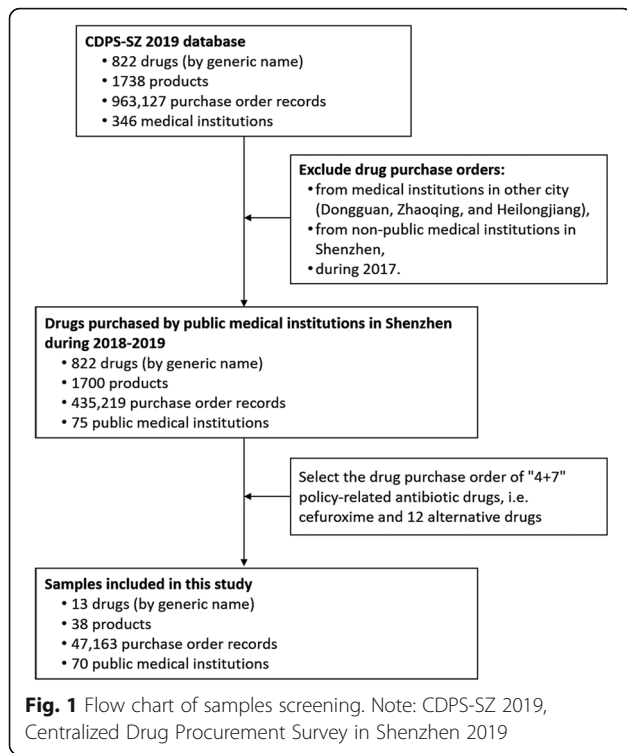 CDPS-SZ 2019 database
• 822 drugs (by generic name)
• 1738 products
• 963,127 purchase order records
• 346 medical institutions
Exclude drug purchase orders:
• from medical institutions in other city
(Dongguan, Zhaoqing, and Heilongjiang),
• from non-public medical institutions in
Shenzhen,
• during 2017.
Drugs purchased by public medical institutions in Shenzhen
during 2018-2019
• 822 drugs (by generic name)
• 1700 products
• 435,219 purchase order records
• 75 public medical institutions
Select the drug purchase order of "4+7"
policy-related antibiotic drugs, i.e.
cefuroxime and 12 alternative drugs
Samples included in this study
• 13 drugs (by generic name)
• 38 products
• 47,163 purchase order records
• 70 public medical institutions
Fig. 1 Flow chart of samples screening. Note: CDPS-SZ 2019,
Centralized Drug Procurement Survey in Shenzhen 2019